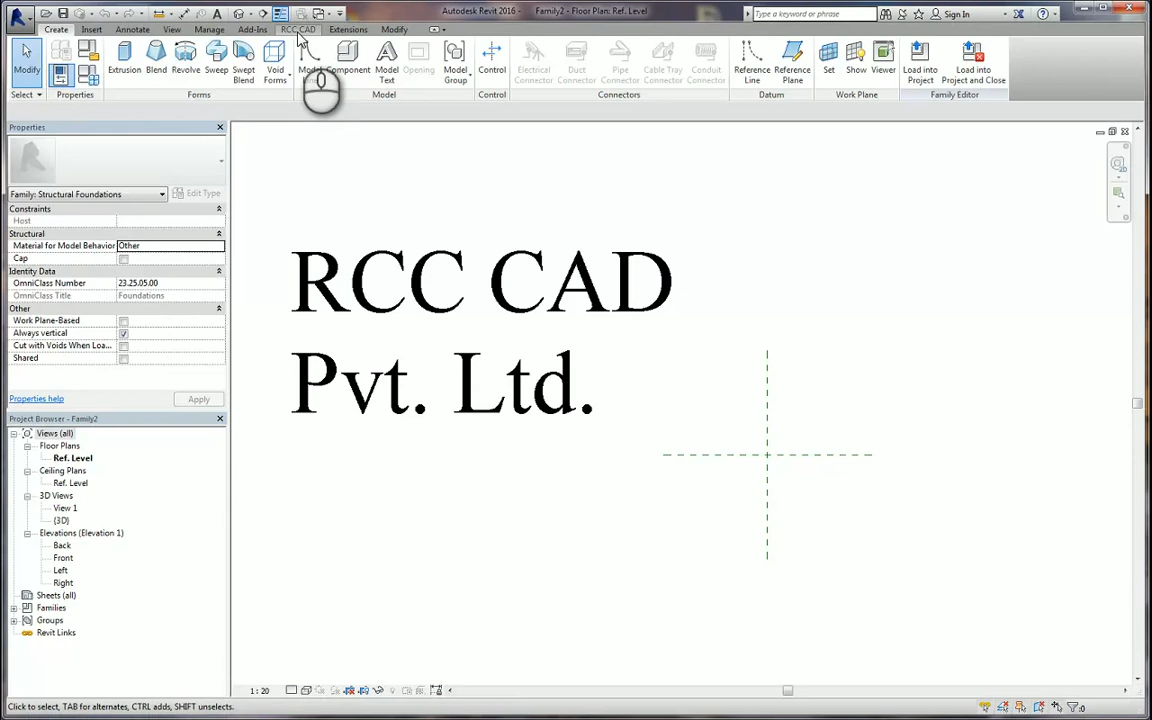 Autodesk Revit 2016 - Family2 - Floor Plan: Ref. Level
Type a keyword or phrase
Sign In
Create Insert Annotate View Manage Add-Ins RCC CAD Extensions Modify
Modify Extrusion Blend Revolve Sweep Swept Blend Void Forms Model Component Model Text Opening Model Group Control Electrical Connector Duct Connector Pipe Connector Cable Tray Connector Conduit Connector Reference Line Reference Plane Set Show Viewer Load into Project Load into Project and Close
Select Properties Forms Model Control Connectors Datum Work Plane Family Editor
Properties
Family: Structural Foundations
Edit Type
Constraints
Host
Structural
Material for Model Behavior Other
Cap
Identity Data
OmniClass Number 23.25.05.00
OmniClass Title Foundations
Other
Work Plane-Based
Always vertical
Cut with Voids When Loa...
Shared
Properties help
Apply
Project Browser - Family2
Views (all)
Floor Plans
Ref. Level
Ceiling Plans
Ref. Level
3D Views
View 1
{3D}
Elevations (Elevation 1)
Back
Front
Left
Right
Sheets (all)
Families
Groups
Revit Links
RCC CAD
Pvt. Ltd.
1 : 20
Click to select, TAB for alternates, CTRL adds, SHIFT unselects.
:0